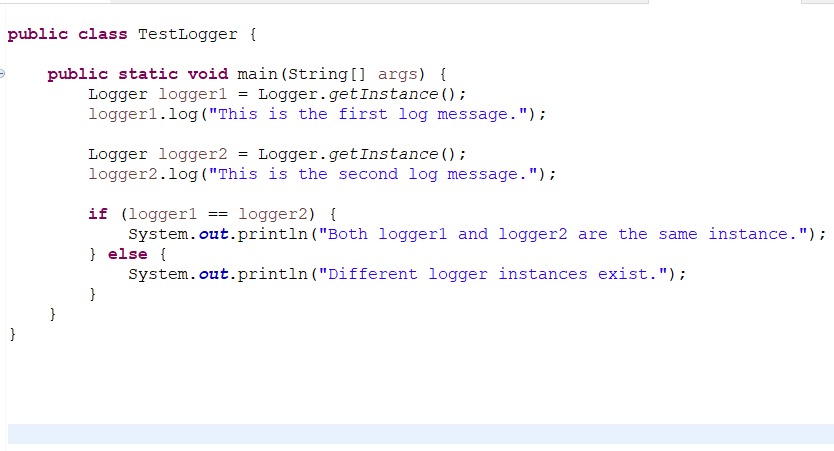 public class TestLogger {
public static void main(String[] args) {
Logger logger1 = Logger.getInstance();
logger1.log("This is the first log message.");
Logger logger2 = Logger.getInstance();
logger2.log("This is the second log message.");
if (logger1 == logger2) {
System.out.println("Both logger1 and logger2 are the same instance.");
} else {
System.out.println("Different logger instances exist.");
}
}
}